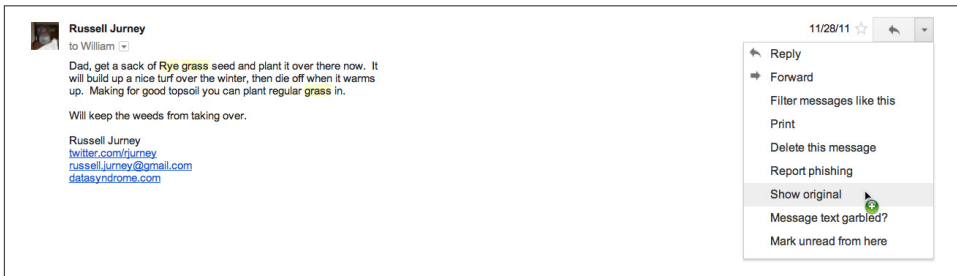 Russell Jurney
11/28/11
to William
Dad, get a sack of Rye grass seed and plant it over there now. It
will build up a nice turf over the winter, then die off when it warms
up. Making for good topsoil you can plant regular grass in.
Will keep the weeds from taking over.
Russell Jurney
twitter.com/rjurney
russell.jurney@gmail.com
datasyndrome.com
Reply
Forward
Filter messages like this
Print
Delete this message
Report phishing
Show original
Message text garbled?
Mark unread from here